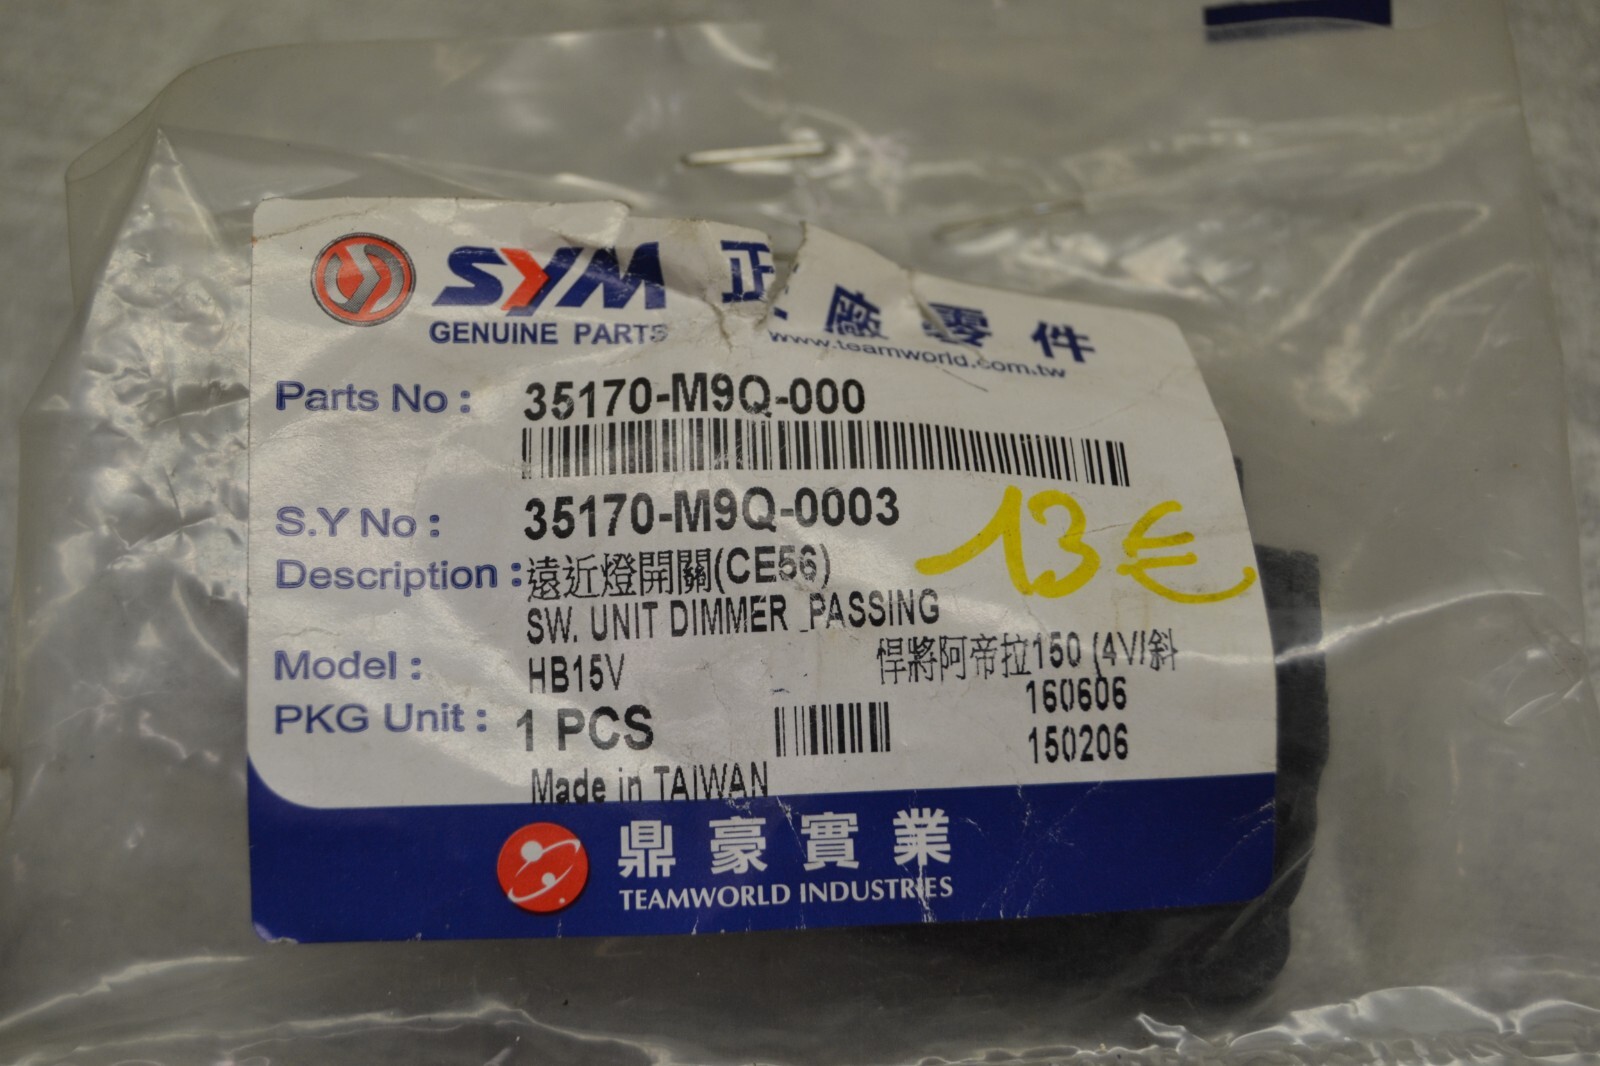 SYM 正廠零件
GENUINE PARTS
www.teamworld.com.tw
Parts No : 35170-M9Q-000
S.Y No : 35170-M9Q-0003
13 €
Description : 遠近燈開關(CE56)
SW. UNIT DIMMER_PASSING
Model : HB15V 悍將阿帝拉150 (4V/斜
160606
PKG Unit : 1 PCS 150206
Made in TAIWAN
鼎豪實業
TEAMWORLD INDUSTRIES